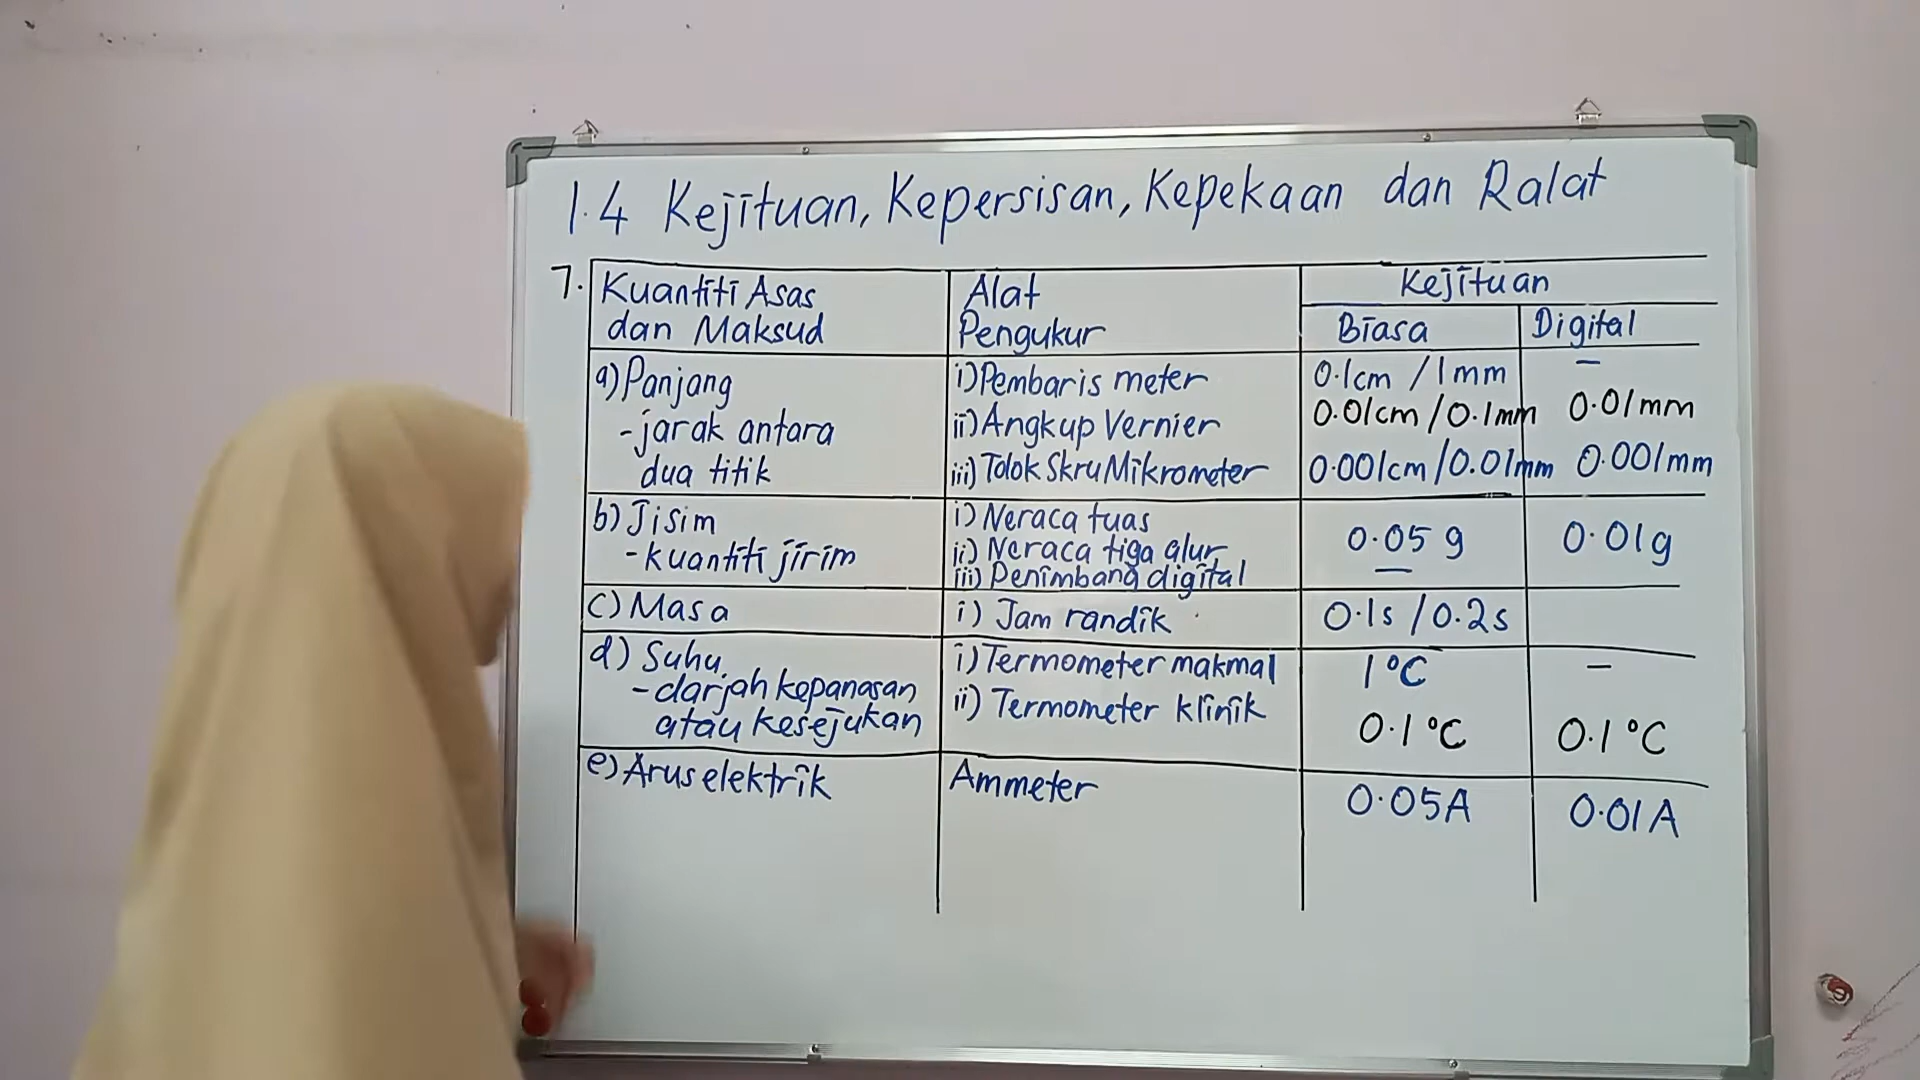 1.4 Kejituan, Kepersisan, Kepekaan dan Ralat
7.
Kuantiti Asas
dan Maksud
Alat
Pengukur
Kejituan
Biasa
Digital
a) Panjang
- jarak antara
dua titik
i) Pembaris meter
ii) Angkup Vernier
iii) Tolok Skru Mikrometer
0.1cm / 1mm
0.01cm / 0.1mm
0.001cm / 0.01mm
-
0.01mm
0.001mm
b) Jisim
- kuantiti jirim
i) Neraca tuas
ii) Neraca tiga alur
iii) Penimbang digital
0.05 g
0.01g
c) Masa
i) Jam randik
0.1s / 0.2s
d) Suhu
- darjah kepanasan
atau kesejukan
i) Termometer makmal
ii) Termometer klinik
1°C
0.1°C
-
0.1°C
e) Arus elektrik
Ammeter
0.05A
0.01A